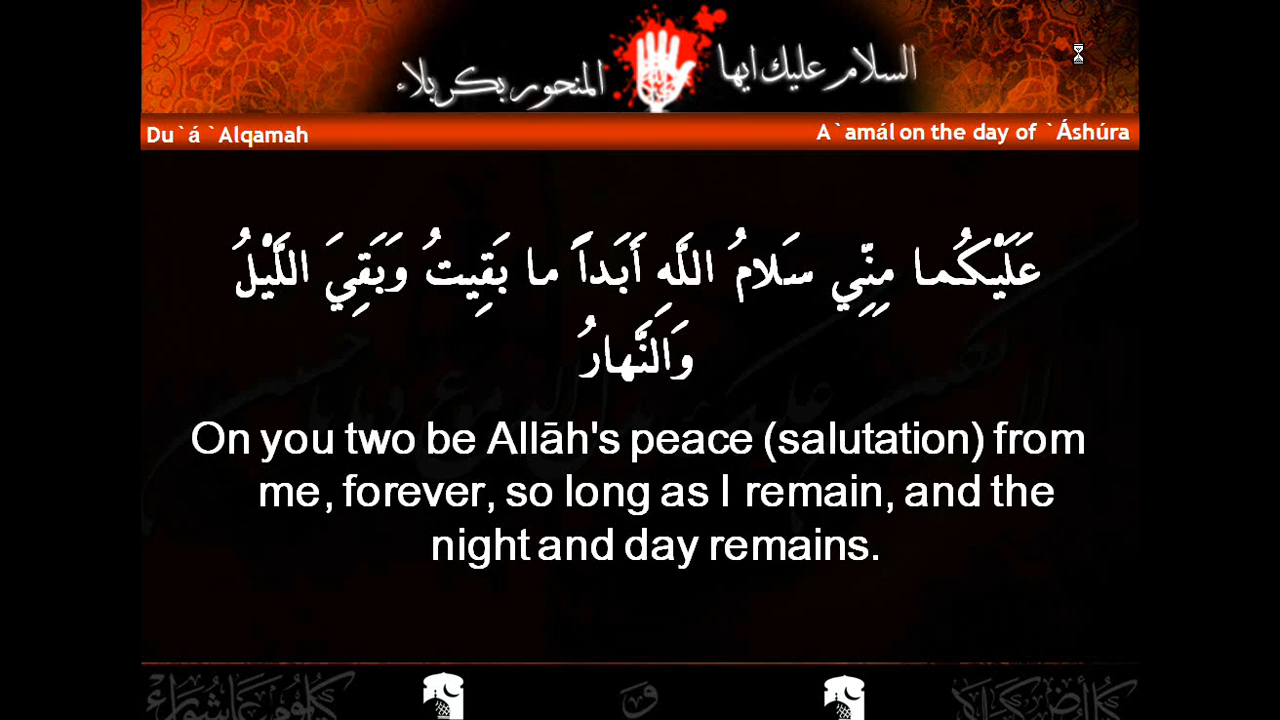 السلام عليك ايها المنحور بكربلاء
Du`á `Alqamah
A`amál on the day of `Áshúra
عَلَيْكُما مِنِّي سَلامُ اللَّهِ أَبَداً ما بَقِيتُ وَبَقِيَ اللَّيْلُ
وَالنَّهارُ
On you two be Allāh's peace (salutation) from
me, forever, so long as I remain, and the
night and day remains.